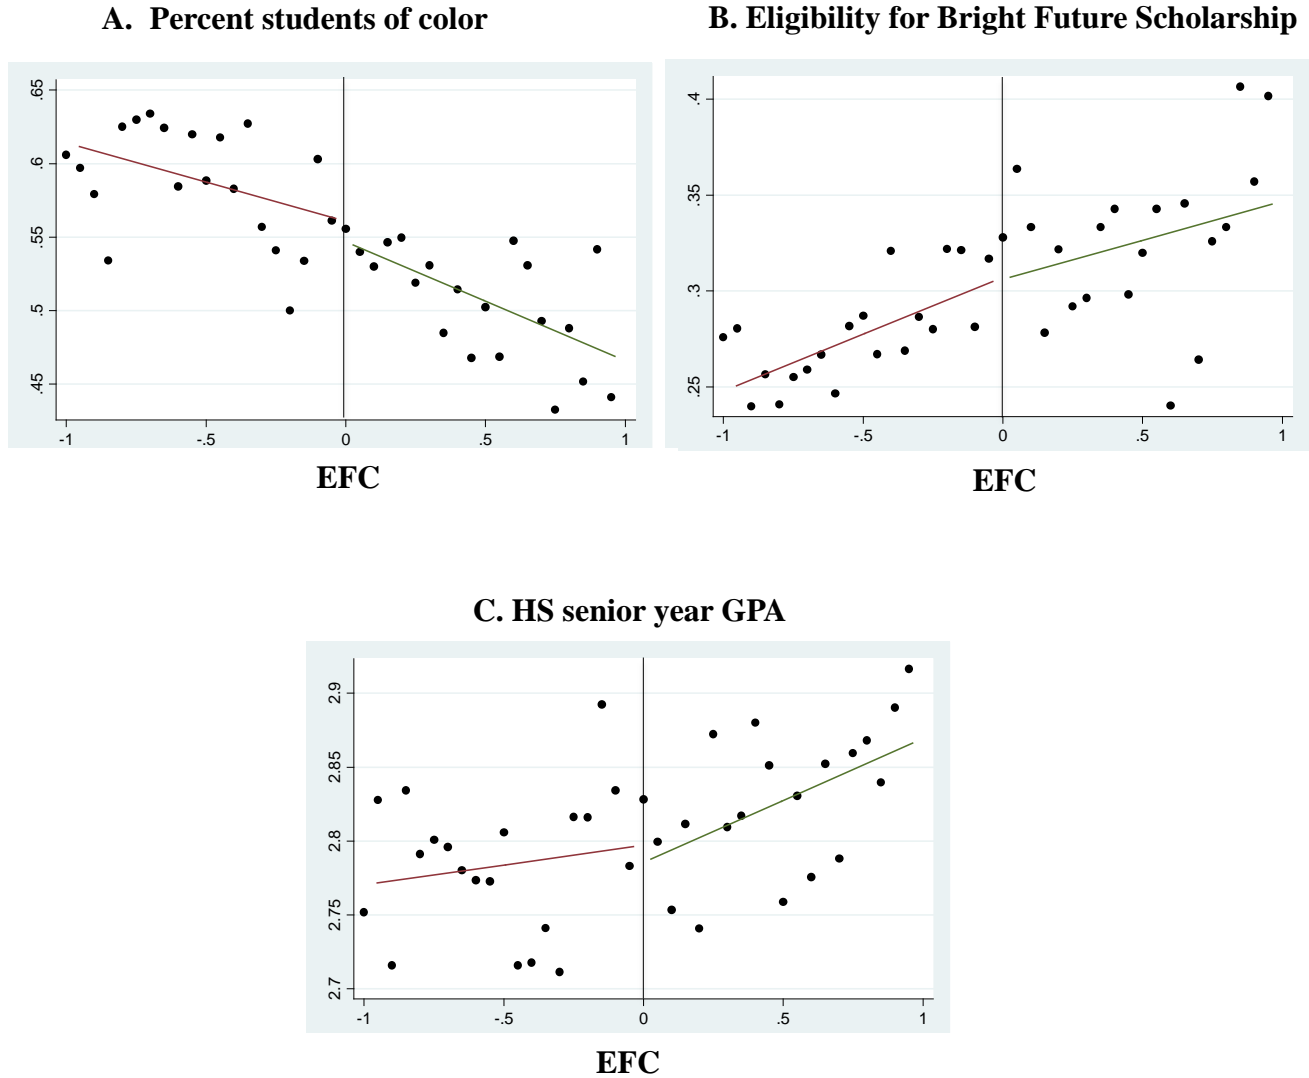 A. Percent students of color
.65
.6
.55
.5
.45
-1 -.5 0 .5 1
EFC
B. Eligibility for Bright Future Scholarship
.4
.35
.3
.25
-1 -.5 0 .5 1
EFC
C. HS senior year GPA
2.9
2.85
2.8
2.75
2.7
-1 -.5 0 .5 1
EFC